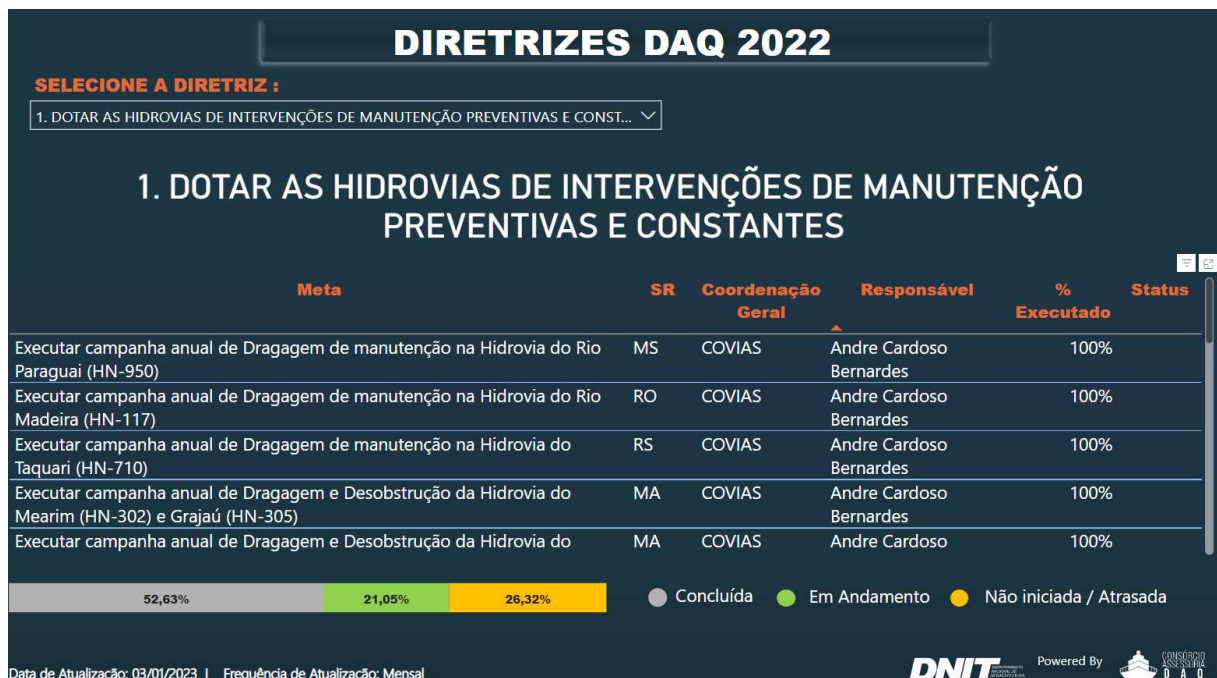 DIRETRIZES DAQ 2022
SELECIONE A DIRETRIZ :
1. DOTAR AS HIDROVIAS DE INTERVENÇÕES DE MANUTENÇÃO PREVENTIVAS E CONST...
1. DOTAR AS HIDROVIAS DE INTERVENÇÕES DE MANUTENÇÃO
PREVENTIVAS E CONSTANTES
Meta SR Coordenação Geral Responsável % Executado Status
Executar campanha anual de Dragagem de manutenção na Hidrovia do Rio MS COVIAS Andre Cardoso 100%
Paraguai (HN-950) Bernardes
Executar campanha anual de Dragagem de manutenção na Hidrovia do Rio RO COVIAS Andre Cardoso 100%
Madeira (HN-117) Bernardes
Executar campanha anual de Dragagem de manutenção na Hidrovia do RS COVIAS Andre Cardoso 100%
Taquari (HN-710) Bernardes
Executar campanha anual de Dragagem e Desobstrução da Hidrovia do MA COVIAS Andre Cardoso 100%
Mearim (HN-302) e Grajaú (HN-305) Bernardes
Executar campanha anual de Dragagem e Desobstrução da Hidrovia do MA COVIAS Andre Cardoso 100%
52,63% 21,05% 26,32% Concluída Em Andamento Não iniciada / Atrasada
Data de Atualização: 03/01/2023 | Frequência de Atualização: Mensal
DNIT
Powered By
CONSÓRCIO
ASSESSORIA
DAQ